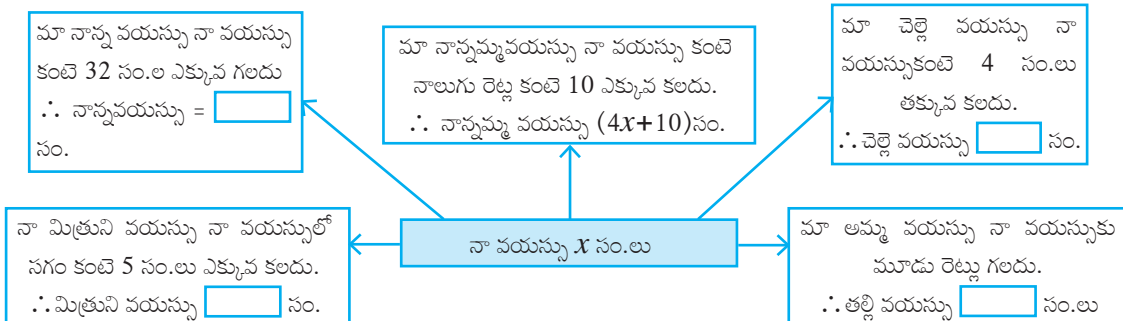 మా నాన్న వయస్సు నా వయస్సు
కంటె 32 సం.ల ఎక్కువ గలదు
∴ నాన్నవయస్సు =
సం.
మా నాన్నమ్మవయస్సు నా వయస్సు కంటె
నాలుగు రెట్ల కంటె 10 ఎక్కువ కలదు.
∴ నాన్నమ్మ వయస్సు (4x+10)సం.
మా చెల్లె వయస్సు నా
వయస్సుకంటె 4 సం.లు
తక్కువ కలదు.
∴చెల్లె వయస్సు సం.
నా మిత్రుని వయస్సు నా వయస్సులో
సగం కంటె 5 సం.లు ఎక్కువ కలదు.
∴మిత్రుని వయస్సు సం.
నా వయస్సు x సం.లు
మా అమ్మ వయస్సు నా వయస్సుకు
మూడు రెట్లు గలదు.
∴తల్లి వయస్సు సం.లు